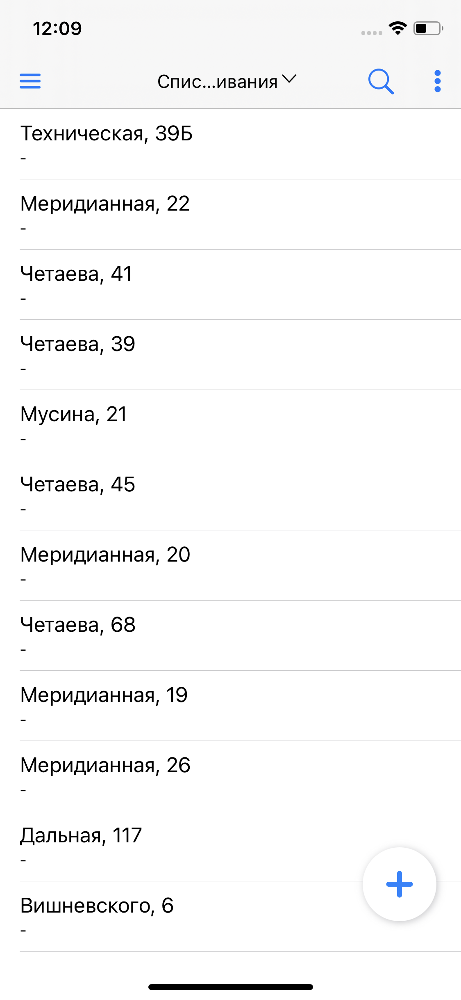 12:09
Спис...ивания
Техническая, 39Б
-
Меридианная, 22
-
Четаева, 41
-
Четаева, 39
-
Мусина, 21
-
Четаева, 45
-
Меридианная, 20
-
Четаева, 68
-
Меридианная, 19
-
Меридианная, 26
-
Дальная, 117
-
Вишневского, 6
-